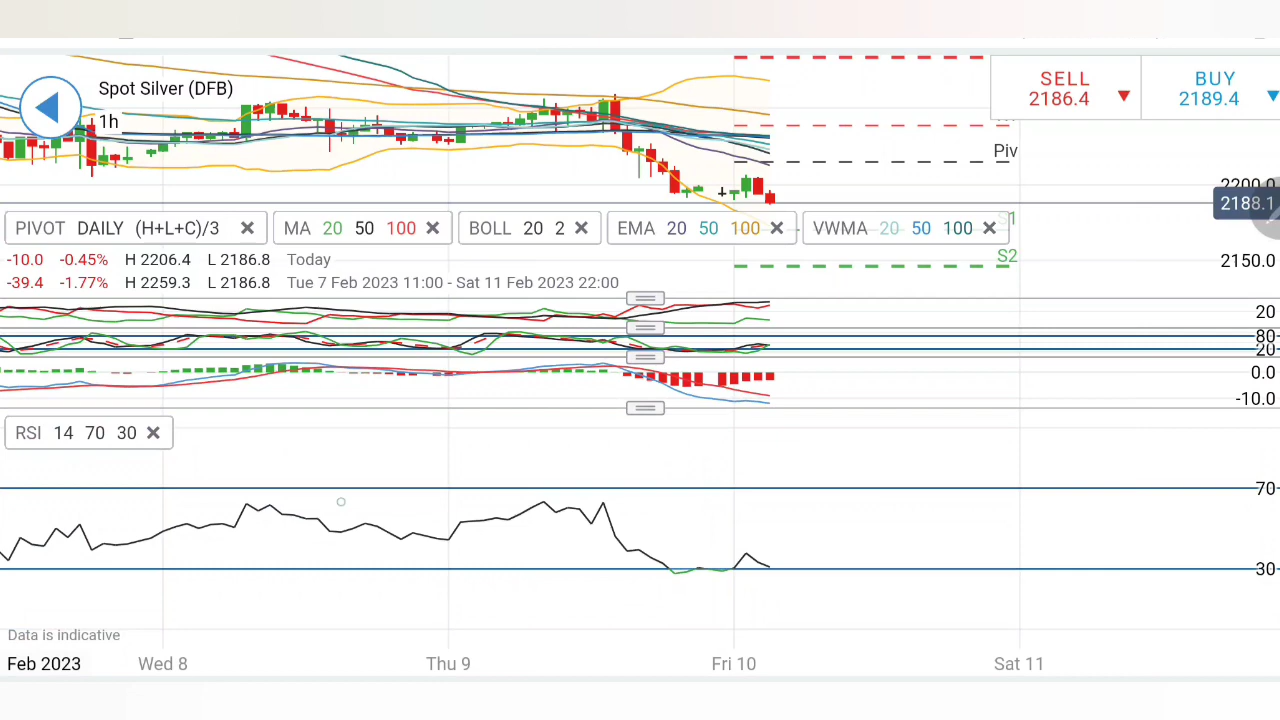 Spot Silver (DFB)
1h
SELL
2186.4
BUY
2189.4
Piv
2200.0
2188.1
S1
PIVOT DAILY (H+L+C)/3
MA 20 50 100
BOLL 20 2
EMA 20 50 100
VWMA 20 50 100
S2
2150.0
-10.0 -0.45% H 2206.4 L 2186.8 Today
-39.4 -1.77% H 2259.3 L 2186.8 Tue 7 Feb 2023 11:00 - Sat 11 Feb 2023 22:00
20
80
20
0.0
-10.0
RSI 14 70 30
70
30
Data is indicative
Feb 2023 Wed 8 Thu 9 Fri 10 Sat 11